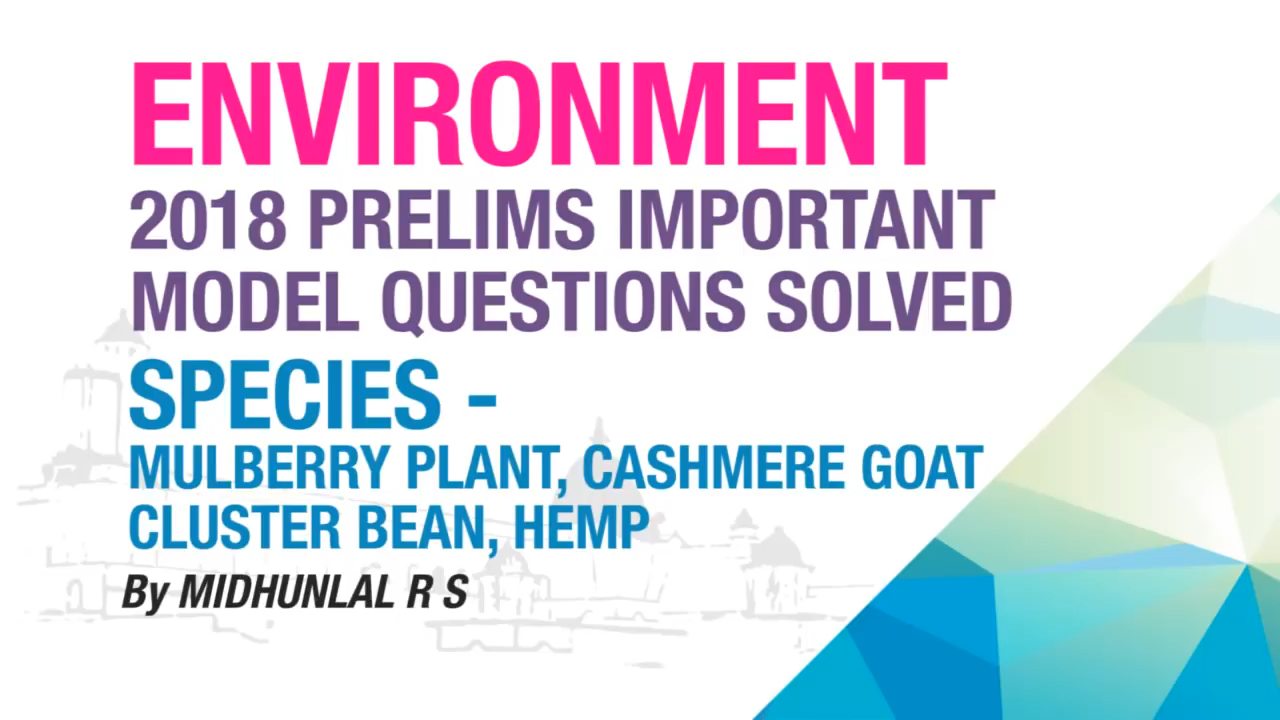 ENVIRONMENT
2018 PRELIMS IMPORTANT
MODEL QUESTIONS SOLVED
SPECIES -
MULBERRY PLANT, CASHMERE GOAT
CLUSTER BEAN, HEMP
By MIDHUNLAL R S